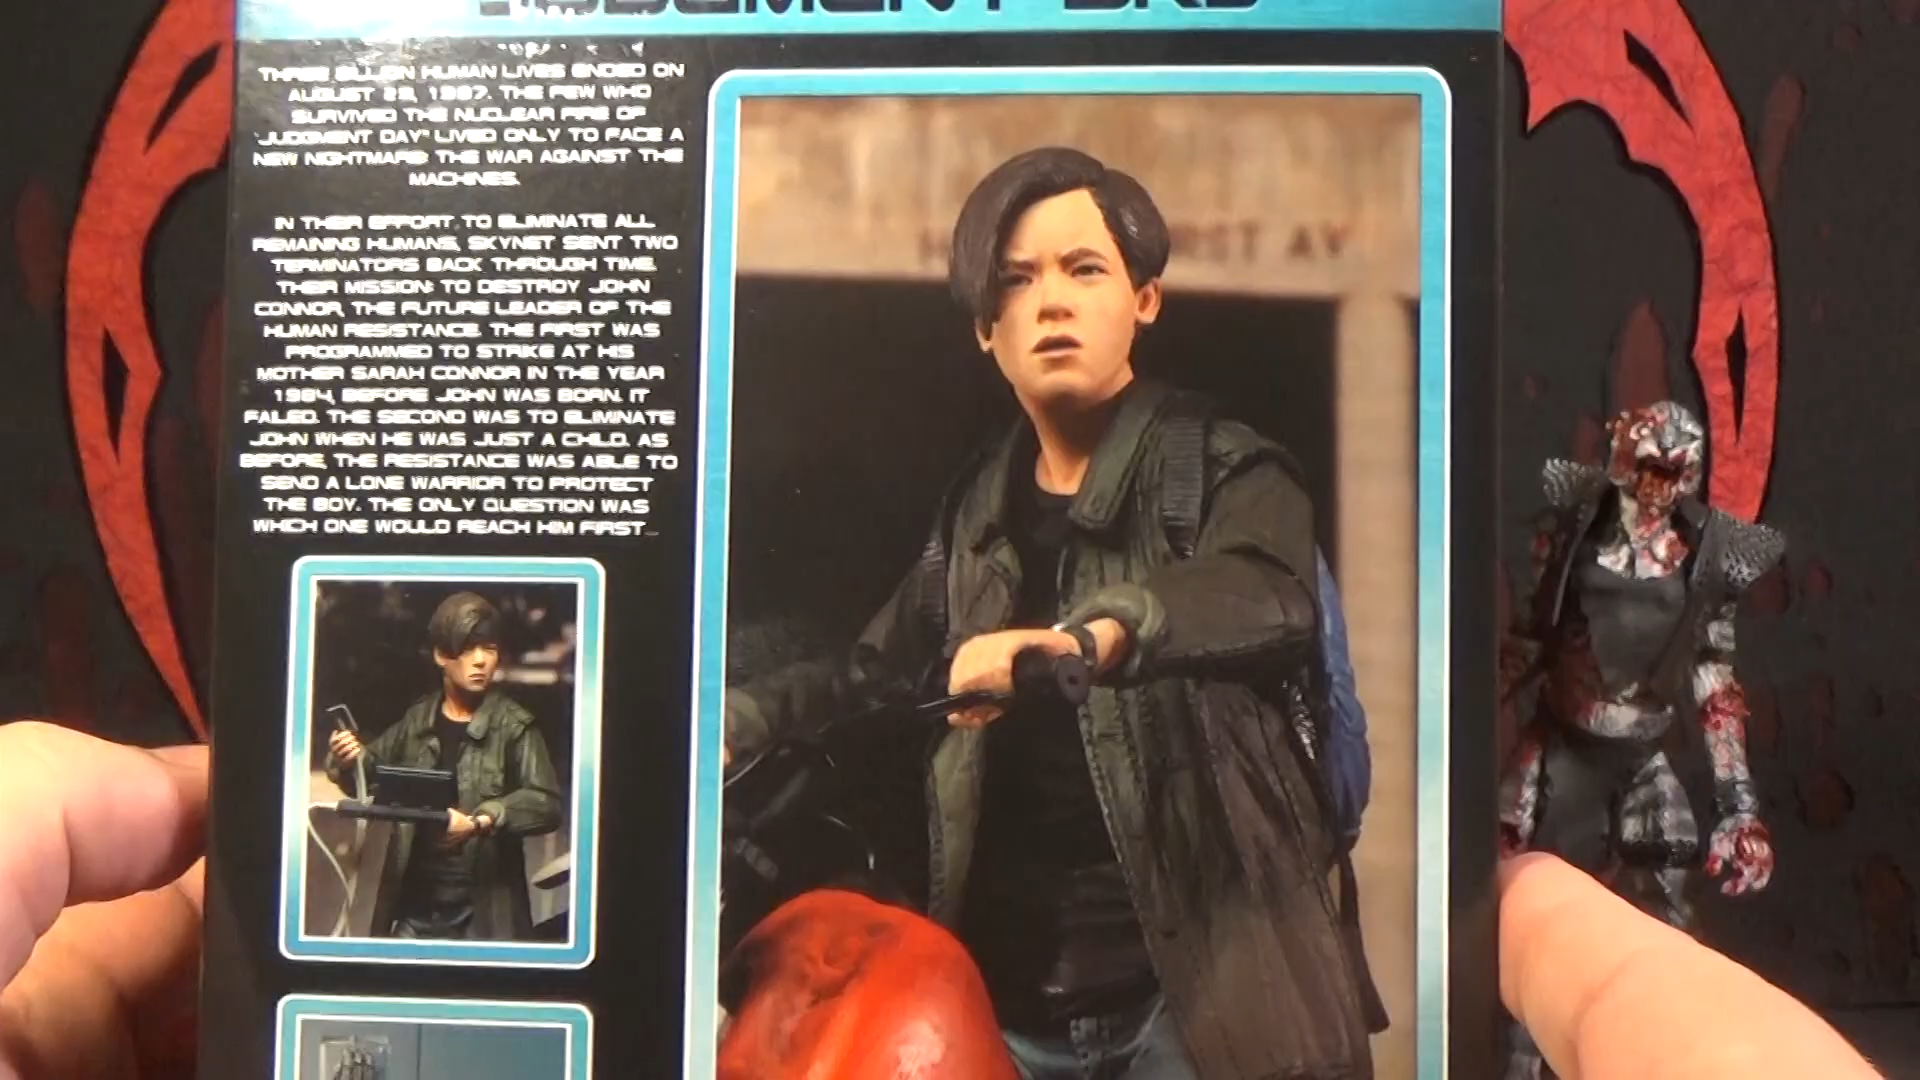 JUDGMENT DAY
THREE BILLION HUMAN LIVES ENDED ON
AUGUST 29, 1997. THE FEW WHO
SURVIVED THE NUCLEAR FIRE OF
"JUDGMENT DAY" LIVED ONLY TO FACE A
NEW NIGHTMARE: THE WAR AGAINST THE
MACHINES.
IN THEIR EFFORT TO ELIMINATE ALL
REMAINING HUMANS, SKYNET SENT TWO
TERMINATORS BACK THROUGH TIME.
THEIR MISSION: TO DESTROY JOHN
CONNOR, THE FUTURE LEADER OF THE
HUMAN RESISTANCE. THE FIRST WAS
PROGRAMMED TO STRIKE AT HIS
MOTHER SARAH CONNOR IN THE YEAR
1984, BEFORE JOHN WAS BORN. IT
FAILED. THE SECOND WAS TO ELIMINATE
JOHN WHEN HE WAS JUST A CHILD. AS
BEFORE, THE RESISTANCE WAS ABLE TO
SEND A LONE WARRIOR TO PROTECT
THE BOY. THE ONLY QUESTION WAS
WHICH ONE WOULD REACH HIM FIRST...